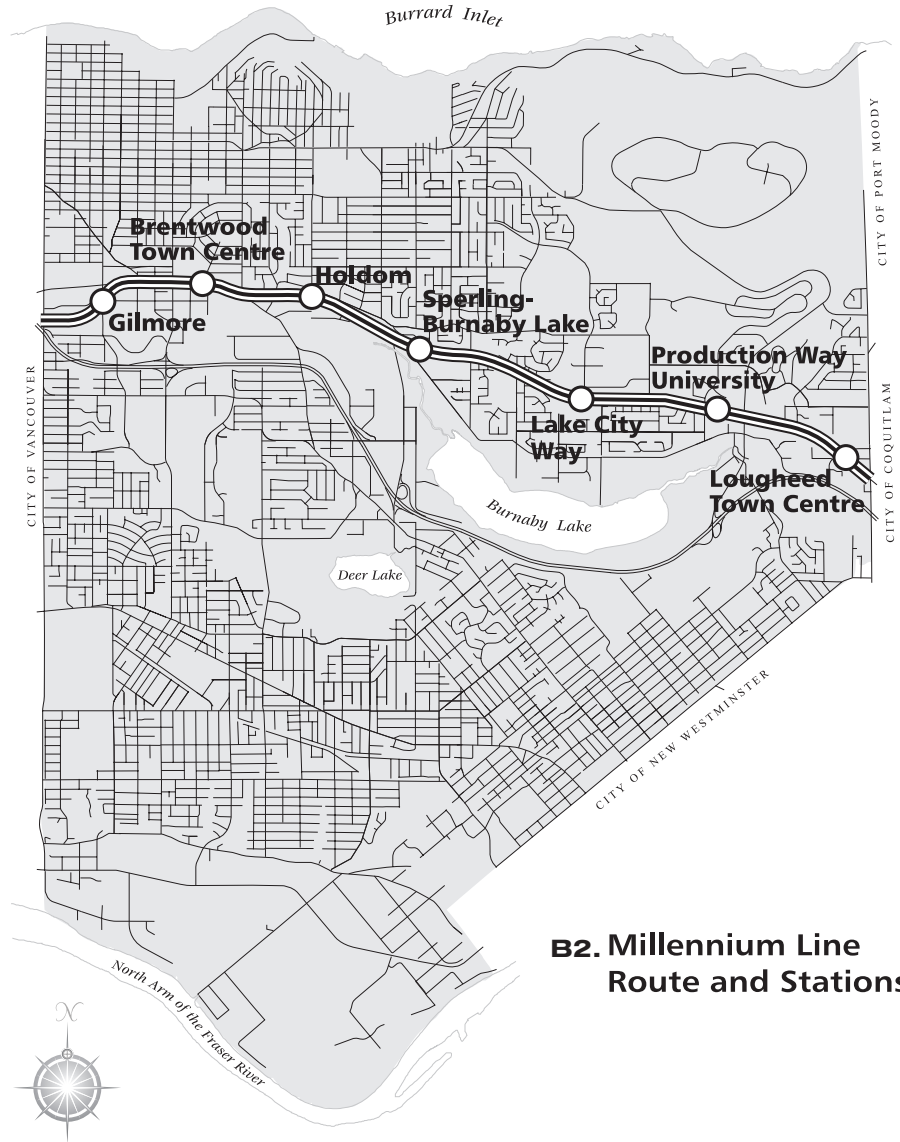 Burrard Inlet
CITY OF PORT MOODY
Brentwood
Town Centre
Holdom
Sperling-
Burnaby Lake
Gilmore
Production Way
University
CITY OF VANCOUVER
Lake City
Way
CITY OF COQUITLAM
Lougheed
Town Centre
Burnaby Lake
Deer Lake
CITY OF NEW WESTMINSTER
B2. Millennium Line
Route and Stations
North Arm of the Fraser River
N